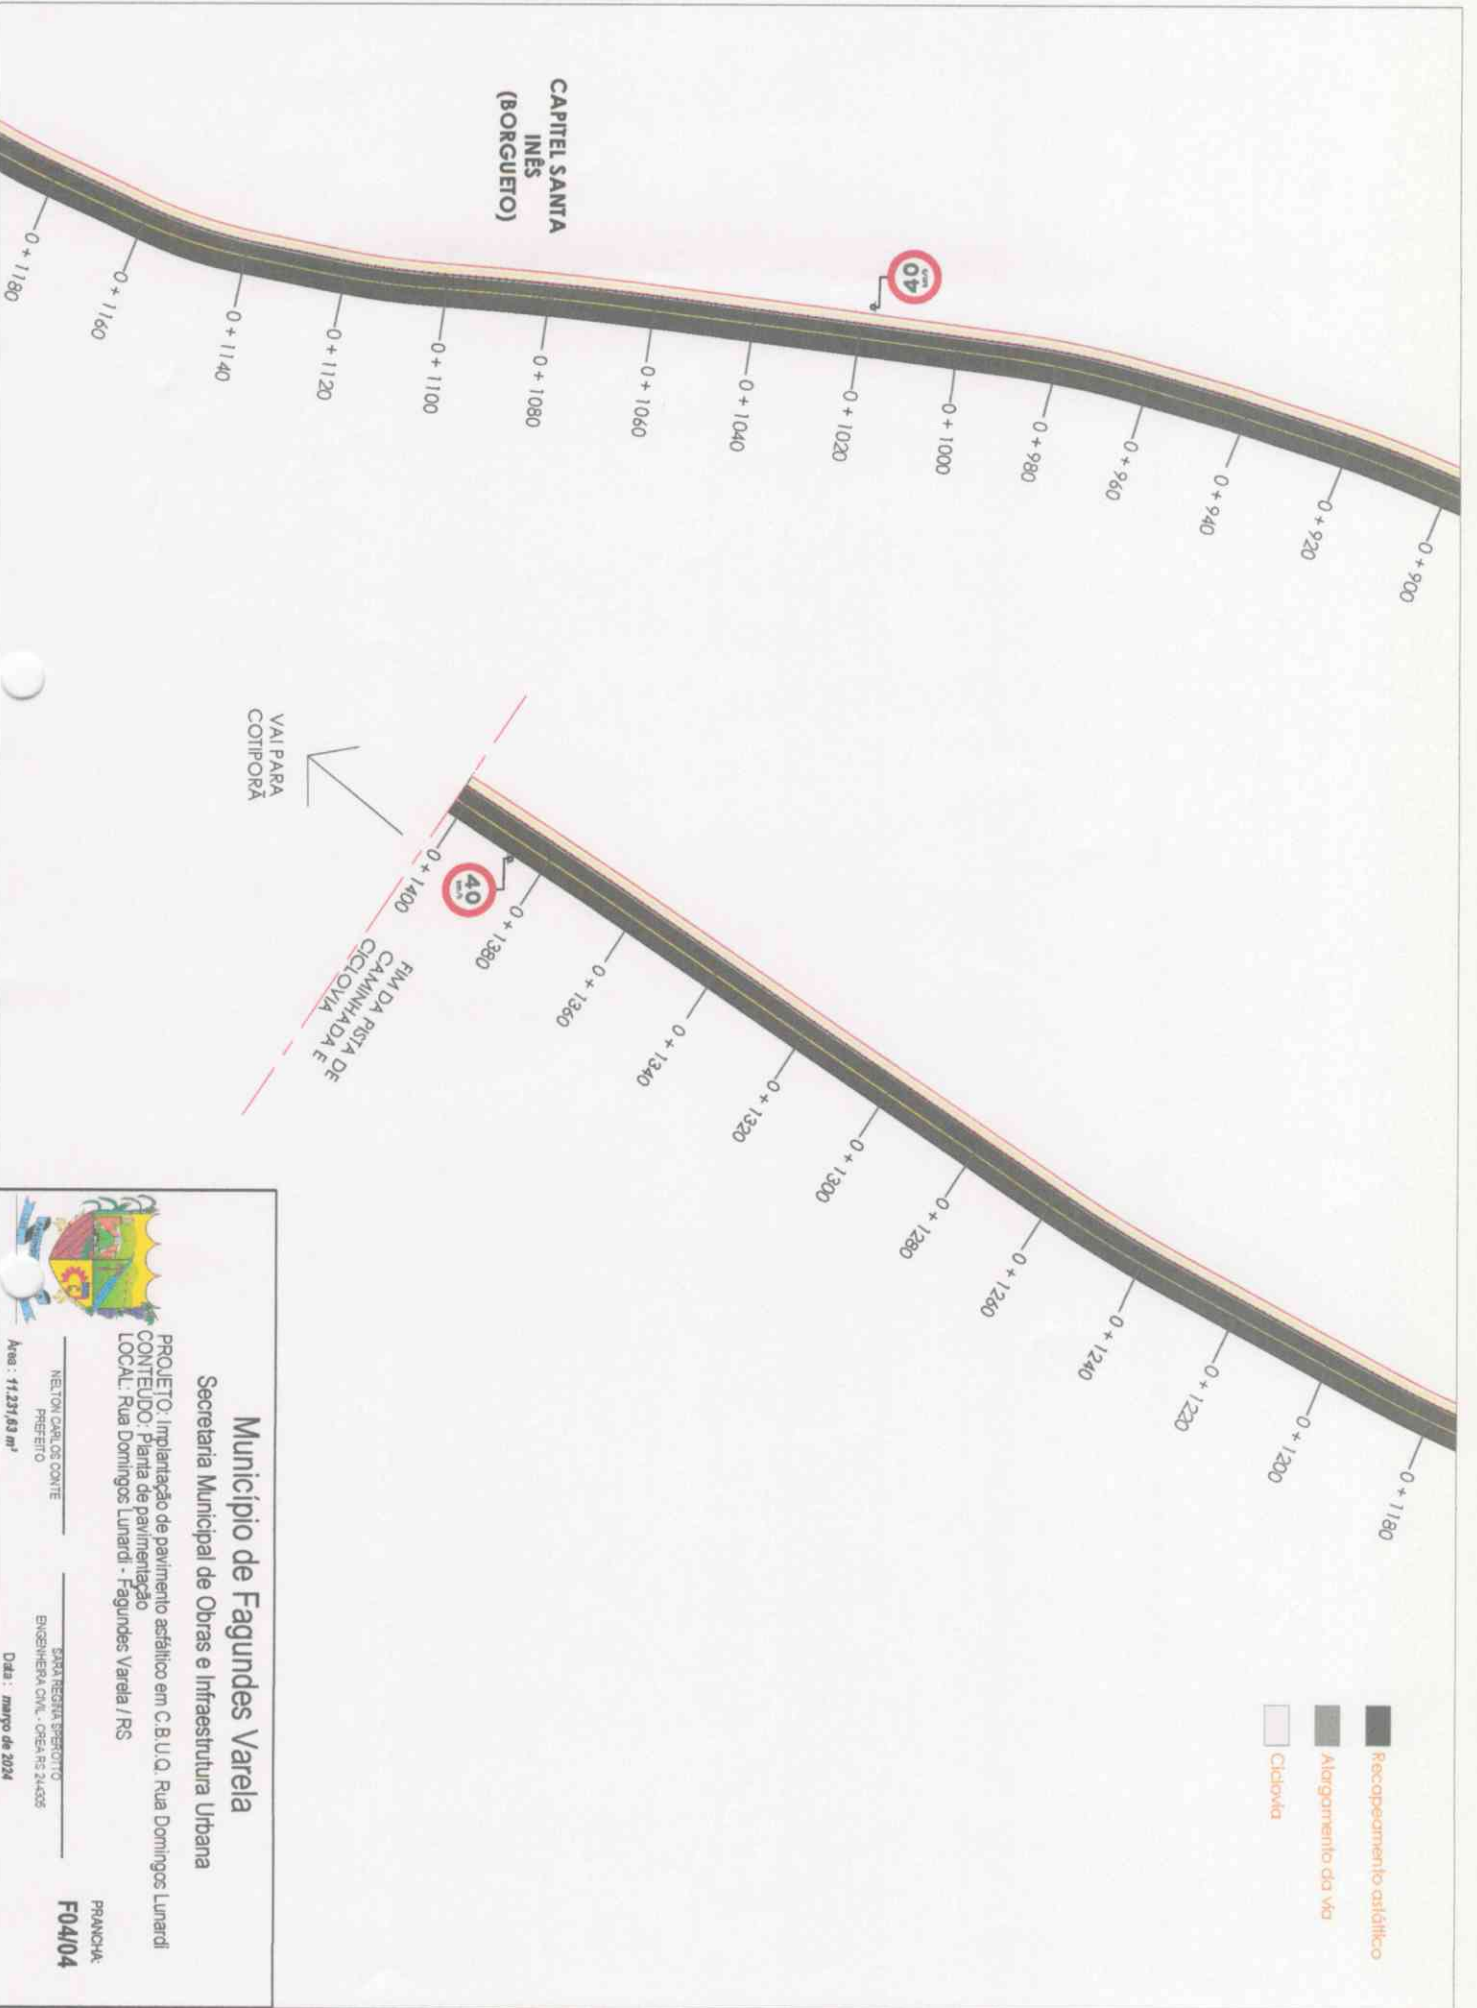 Recapeamento asfáltico
Alargamento da via
Ciclovia
0+900
0+920
0+940
0+960
0+980
0+1000
0+1020
0+1040
0+1060
0+1080
0+1100
0+1120
0+1140
0+1160
0+1180
40
km/h
CAPITEL SANTA
INÊS
(BORGUETO)
0+1180
0+1200
0+1220
0+1240
0+1260
0+1280
0+1300
0+1320
0+1340
0+1360
0+1380
0+1400
40
km/h
FIM DA PISTA DE
CAMINHADA E
CICLOVIA
VAI PARA
COTIPORÃ
Município de Fagundes Varela
Secretaria Municipal de Obras e Infraestrutura Urbana
PROJETO: Implantação de pavimento asfáltico em C.B.U.Q. Rua Domingos Lunardi
CONTEÚDO: Planta de pavimentação
LOCAL: Rua Domingos Lunardi - Fagundes Varela / RS
PRANCHA:
F04/04
NELTON CARLOS CONTE
PREFEITO
SARA REGINA SPEROTTO
ENGENHEIRA CIVIL - CREA RS 244305
Área : 11.231,63 m²
Data : março de 2024